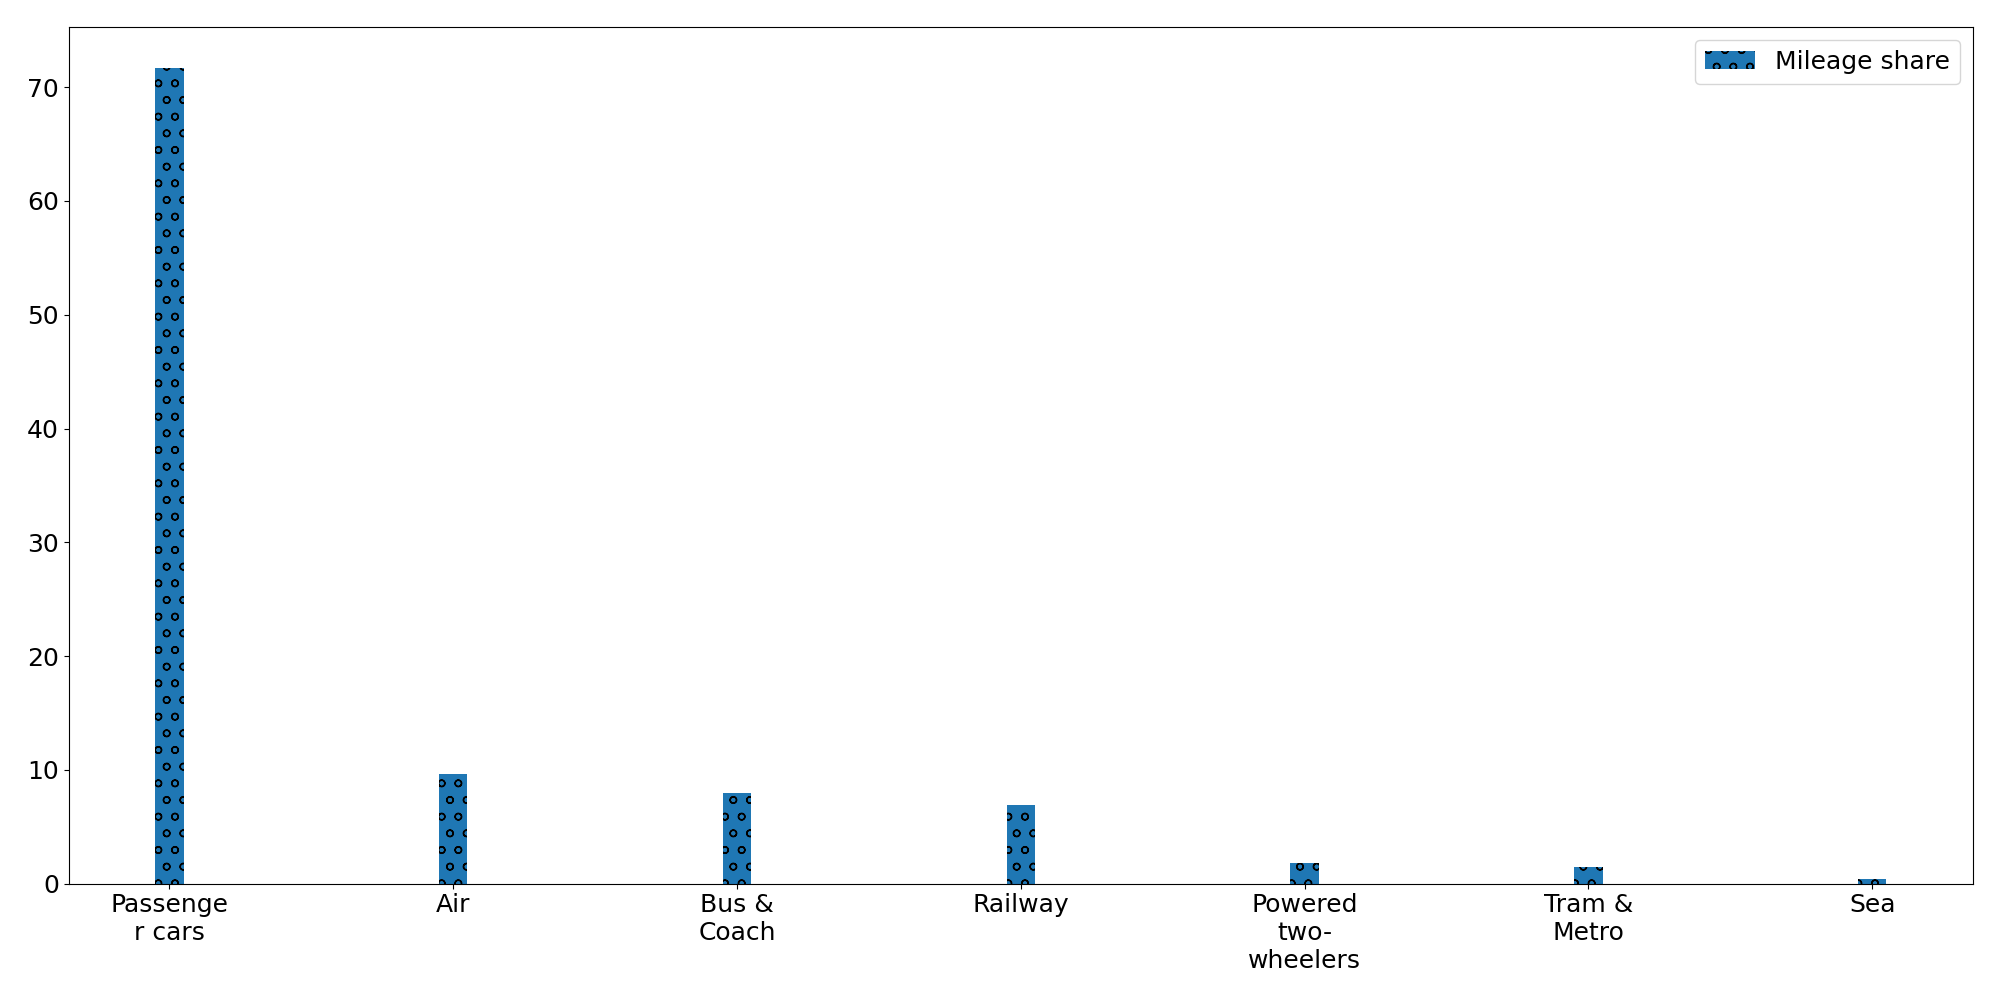 Mileage share
70
60
50
40
30
20
10
0
Passenge
r cars
Air
Bus &
Coach
Railway
Powered
two-
wheelers
Tram &
Metro
Sea